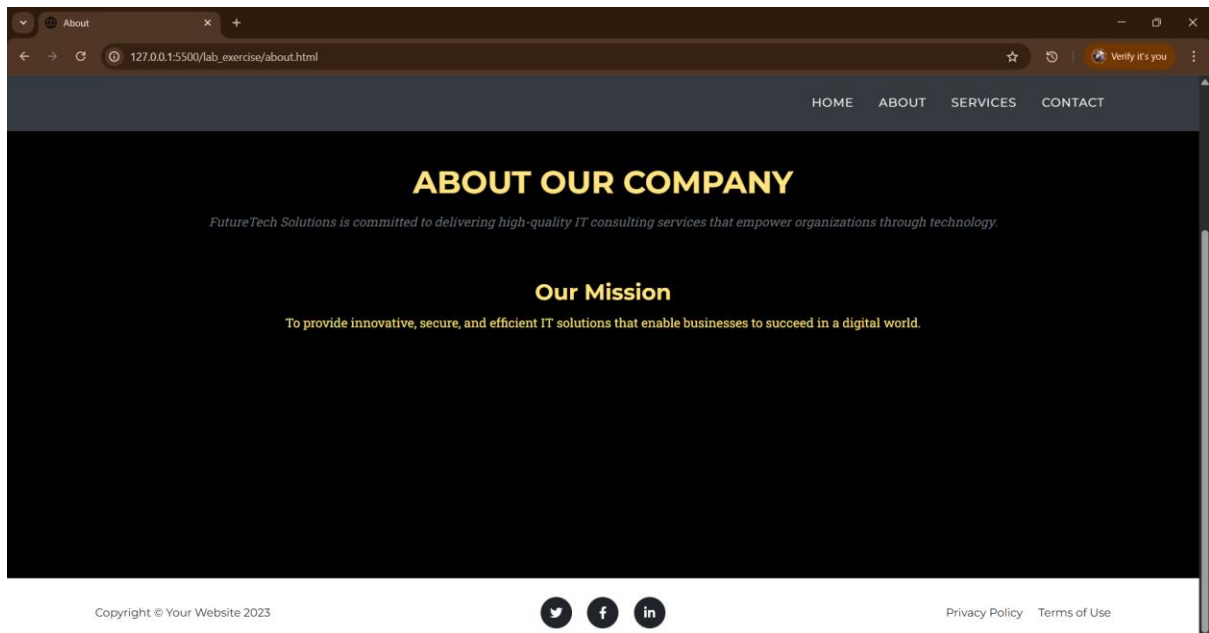 About
127.0.0.1:5500/lab_exercise/about.html
Verify it's you
HOME ABOUT SERVICES CONTACT
ABOUT OUR COMPANY
FutureTech Solutions is committed to delivering high-quality IT consulting services that empower organizations through technology.
Our Mission
To provide innovative, secure, and efficient IT solutions that enable businesses to succeed in a digital world.
Copyright © Your Website 2023
f
in
Privacy Policy Terms of Use